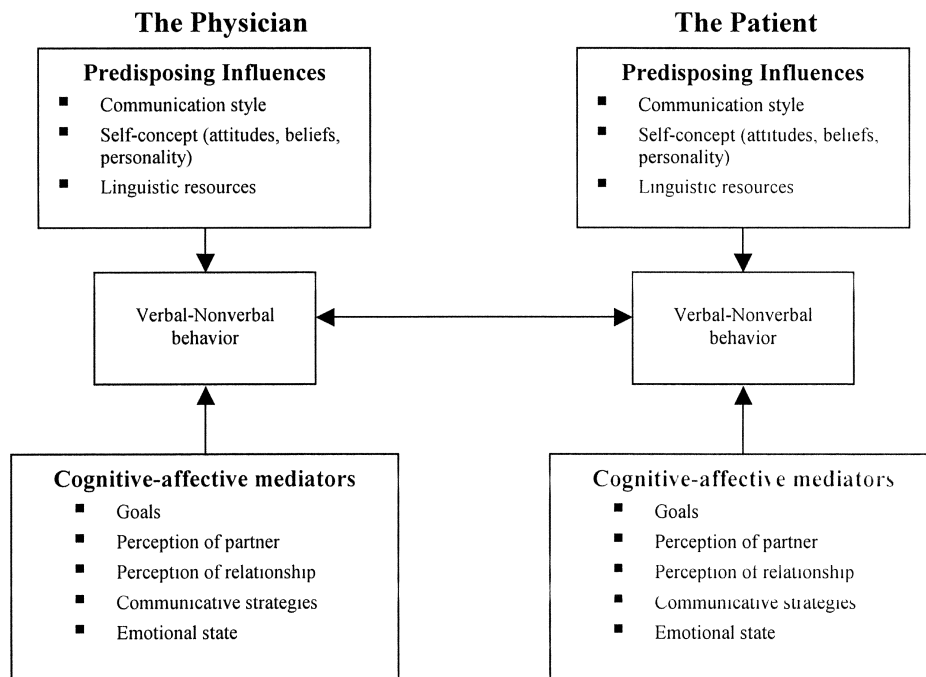 The Physician
Predisposing Influences
■ Communication style
■ Self-concept (attitudes, beliefs,
personality)
■ Linguistic resources
Verbal-Nonverbal
behavior
Cognitive-affective mediators
■ Goals
■ Perception of partner
■ Perception of relationship
■ Communicative strategies
■ Emotional state
The Patient
Predisposing Influences
■ Communication style
■ Self-concept (attitudes, beliefs,
personality)
■ Linguistic resources
Verbal-Nonverbal
behavior
Cognitive-affective mediators
■ Goals
■ Perception of partner
■ Perception of relationship
■ Communicative strategies
■ Emotional state